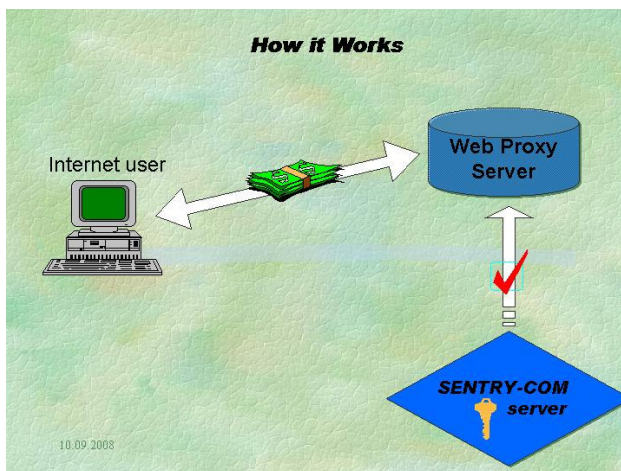 How it Works
Internet user
Web Proxy
Server
SENTRY-COM
server
10.09.2008